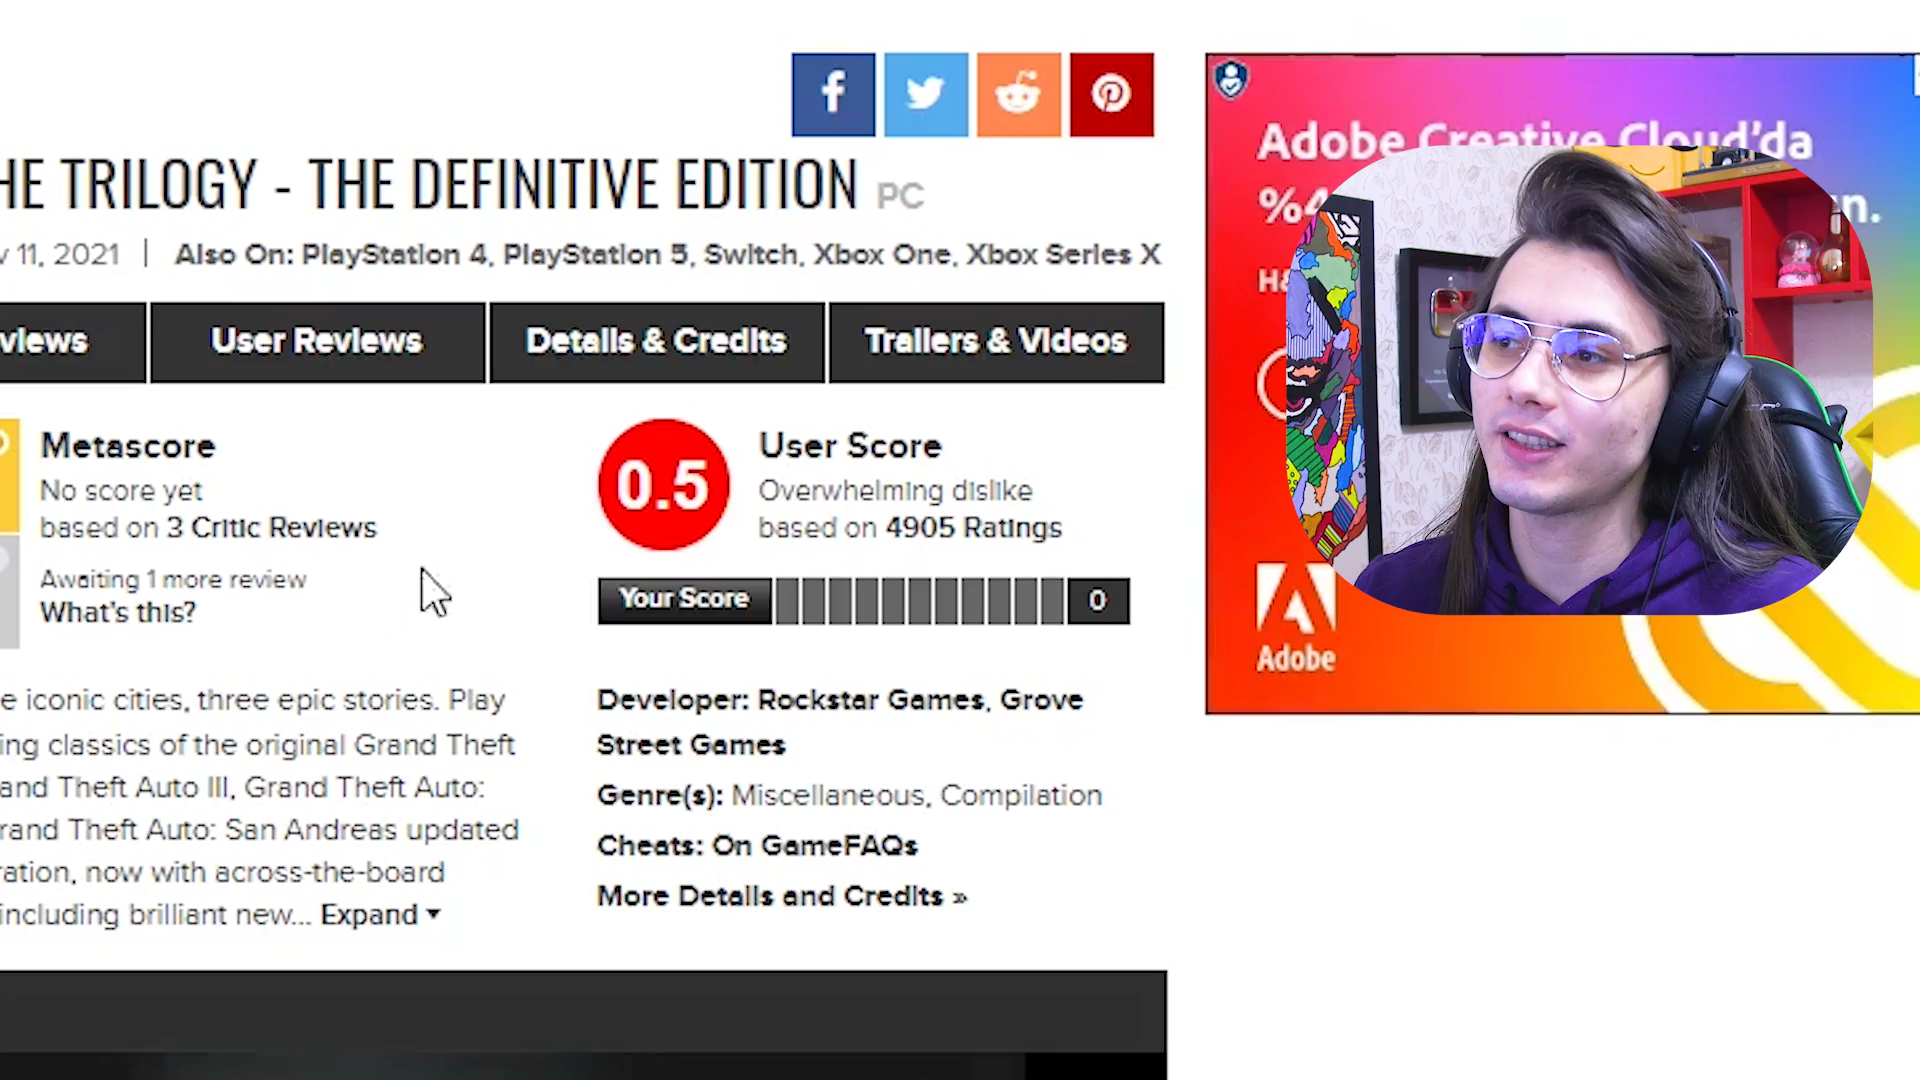 HE TRILOGY - THE DEFINITIVE EDITION PC
v 11, 2021 | Also On: PlayStation 4, PlayStation 5, Switch, Xbox One, Xbox Series X
views User Reviews Details & Credits Trailers & Videos
Metascore
No score yet
based on 3 Critic Reviews
Awaiting 1 more review
What's this?
0.5
User Score
Overwhelming dislike
based on 4905 Ratings
Your Score 0
e iconic cities, three epic stories. Play
ing classics of the original Grand Theft
and Theft Auto III, Grand Theft Auto:
rand Theft Auto: San Andreas updated
ration, now with across-the-board
including brilliant new... Expand
Developer: Rockstar Games, Grove
Street Games
Genre(s): Miscellaneous, Compilation
Cheats: On GameFAQs
More Details and Credits »
Adobe Creative Cloud'da
%4 n.
Adobe